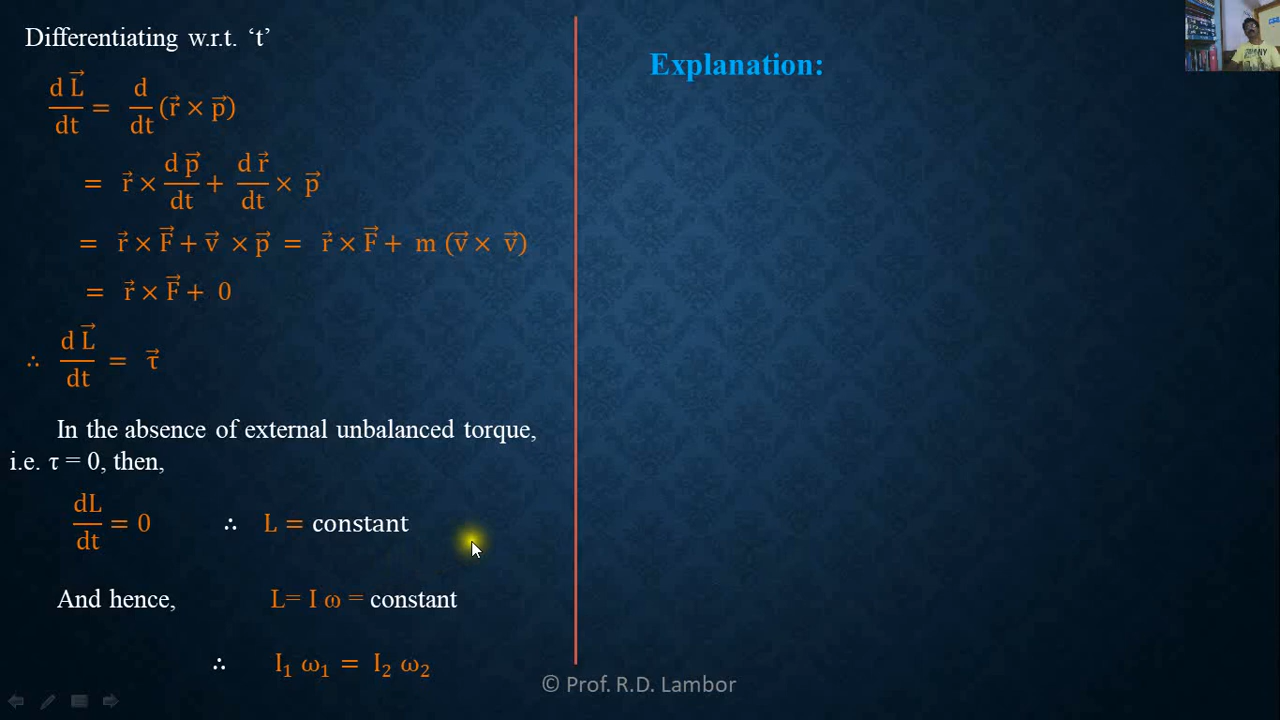 Differentiating w.r.t. ‘t’
d L⃗/dt = d/dt (r⃗ × p⃗)
= r⃗ × d p⃗/dt + d r⃗/dt × p⃗
= r⃗ × F⃗ + v⃗ × p⃗ = r⃗ × F⃗ + m (v⃗ × v⃗)
= r⃗ × F⃗ + 0
∴ d L⃗/dt = τ⃗
In the absence of external unbalanced torque,
i.e. τ = 0, then,
dL/dt = 0 ∴ L = constant
And hence, L= I ω = constant
∴ I₁ ω₁ = I₂ ω₂
Explanation:
© Prof. R.D. Lambor